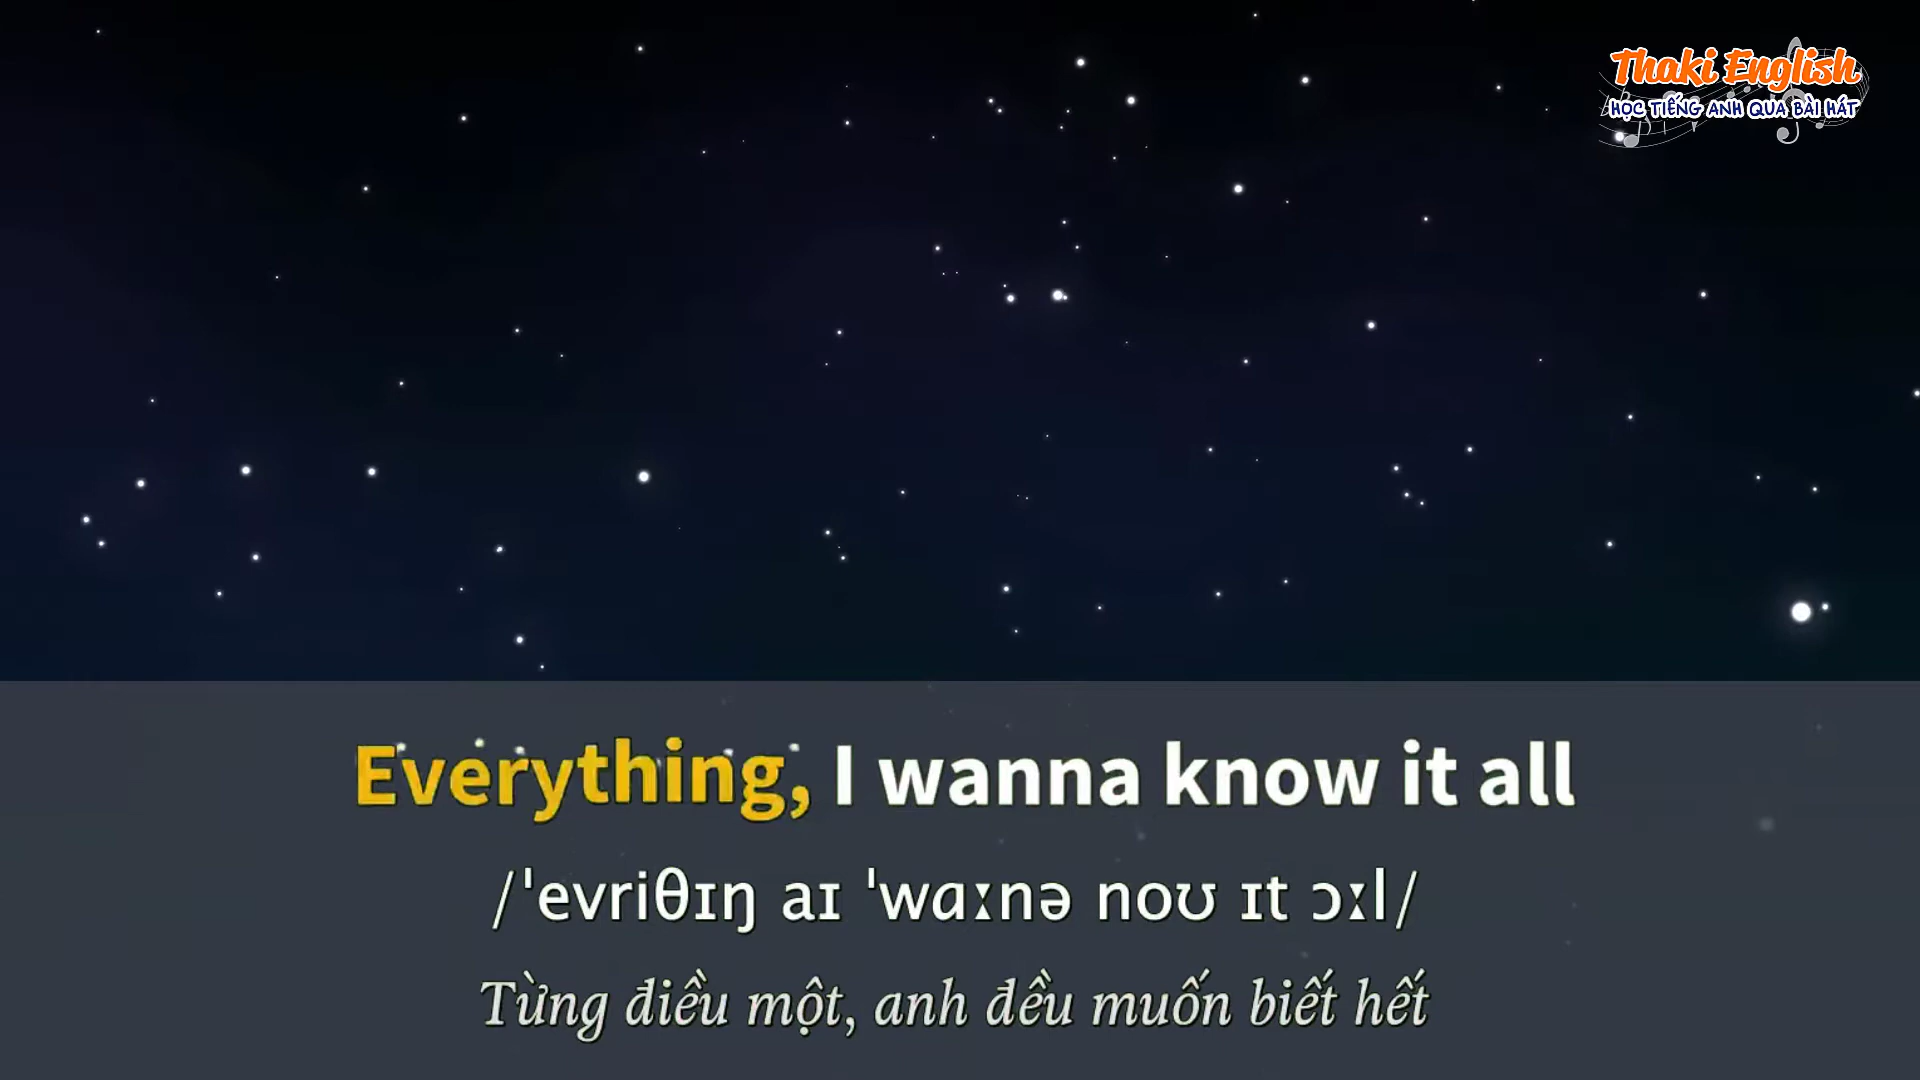 Thaki English
HỌC TIẾNG ANH QUA BÀI HÁT
Everything, I wanna know it all
/ˈevriθɪŋ aɪ ˈwɑːnə noʊ ɪt ɔːl/
Từng điều một, anh đều muốn biết hết